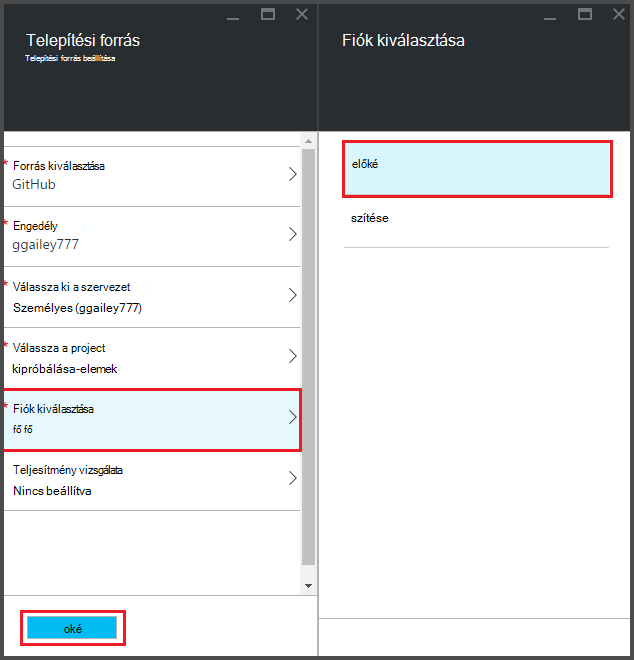 Telepítési forrás
Telepítési forrás beállítása
* Forrás kiválasztása
GitHub
* Engedély
ggailey777
* Válassza ki a szervezet
Személyes (ggailey777)
* Válassza a project
kipróbálása-elemek
* Fiók kiválasztása
fő fő
Teljesítmény vizsgálata
Nincs beállítva
oké
Fiók kiválasztása
előké
szítése